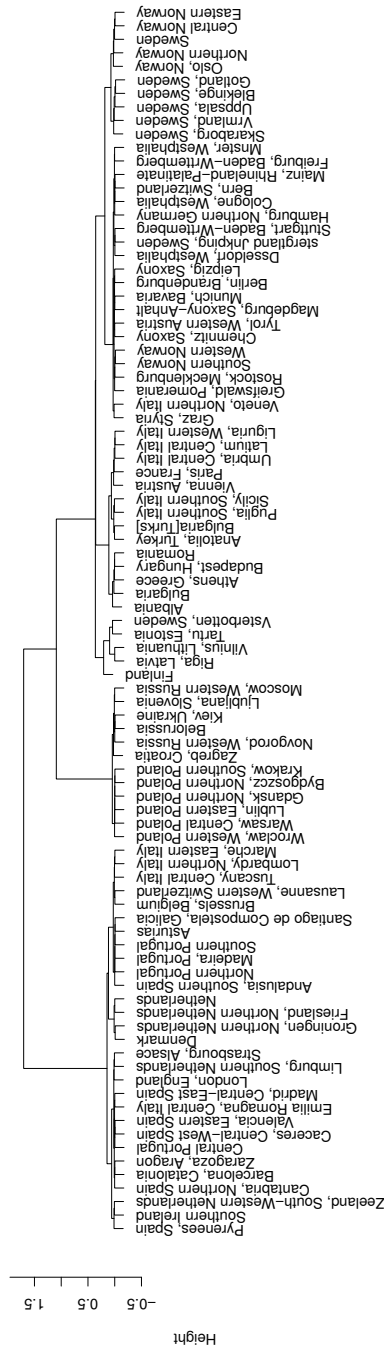 Eastern Norway
Central Norway
Sweden
Northern Norway
Oslo, Norway
Gotland, Sweden
Blekinge, Sweden
Uppsala, Sweden
Vrmland, Sweden
Skaraborg, Sweden
Mnster, Westphalia
Freiburg, Baden−Wrttemberg
Mainz, Rhineland−Palatinate
Bern, Switzerland
Cologne, Westphalia
Hamburg, Northern Germany
Stuttgart, Baden−Wrttemberg
stergtland Jnkping, Sweden
Dsseldorf, Westphalia
Leipzig, Saxony
Berlin, Brandenburg
Munich, Bavaria
Magdeburg, Saxony−Anhalt
Tyrol, Western Austria
Chemnitz, Saxony
Western Norway
Southern Norway
Rostock, Mecklenburg
Greifswald, Pomerania
Veneto, Northern Italy
Graz, Styria
Liguria, Western Italy
Latium, Central Italy
Umbria, Central Italy
Paris, France
Vienna, Austria
Sicily, Southern Italy
Puglia, Southern Italy
Bulgaria[Turks]
Anatolia, Turkey
Romania
Budapest, Hungary
Athens, Greece
Bulgaria
Albania
Vsterbotten, Sweden
Tartu, Estonia
Vilnius, Lithuania
Riga, Latvia
Finland
Moscow, Western Russia
Ljubljana, Slovenia
Kiev, Ukraine
Belorussia
Novgorod, Western Russia
Zagreb, Croatia
Krakow, Southern Poland
Bydgoszcz, Northern Poland
Gdansk, Northern Poland
Lublin, Eastern Poland
Warsaw, Central Poland
Wroclaw, Western Poland
Marche, Eastern Italy
Lombardy, Northern Italy
Tuscany, Central Italy
Lausanne, Western Switzerland
Brussels, Belgium
Santiago de Compostela, Galicia
Asturias
Southern Portugal
Madeira, Portugal
Northern Portugal
Andalusia, Southern Spain
Netherlands
Friesland, Northern Netherlands
Groningen, Northern Netherlands
Denmark
Strasbourg, Alsace
Limburg, Southern Netherlands
London, England
Madrid, Central−East Spain
Emilia Romagna, Central Italy
Valencia, Eastern Spain
Caceres, Central−West Spain
Central Portugal
Zaragoza, Aragon
Barcelona, Catalonia
Cantabria, Northern Spain
Zeeland, South−Western Netherlands
Southern Ireland
Pyrenees, Spain
1.5
0.5
−0.5
Height